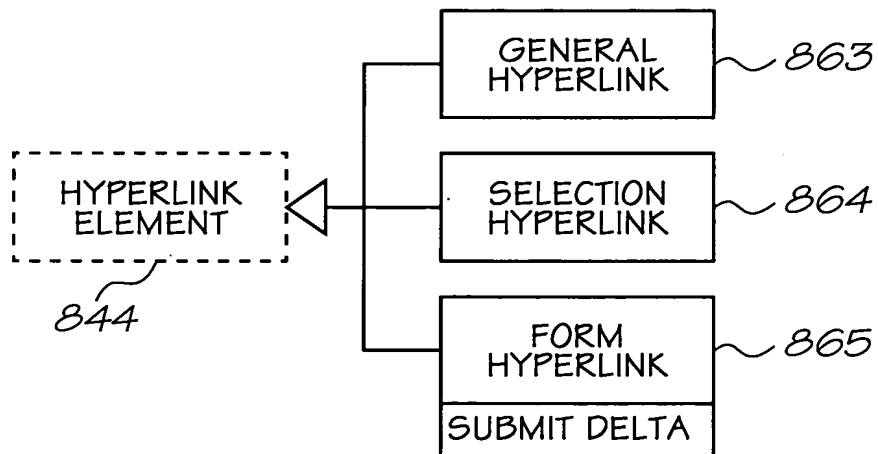 GENERAL
HYPERLINK
863
HYPERLINK
ELEMENT
844
SELECTION
HYPERLINK
864
FORM
HYPERLINK
865
SUBMIT DELTA